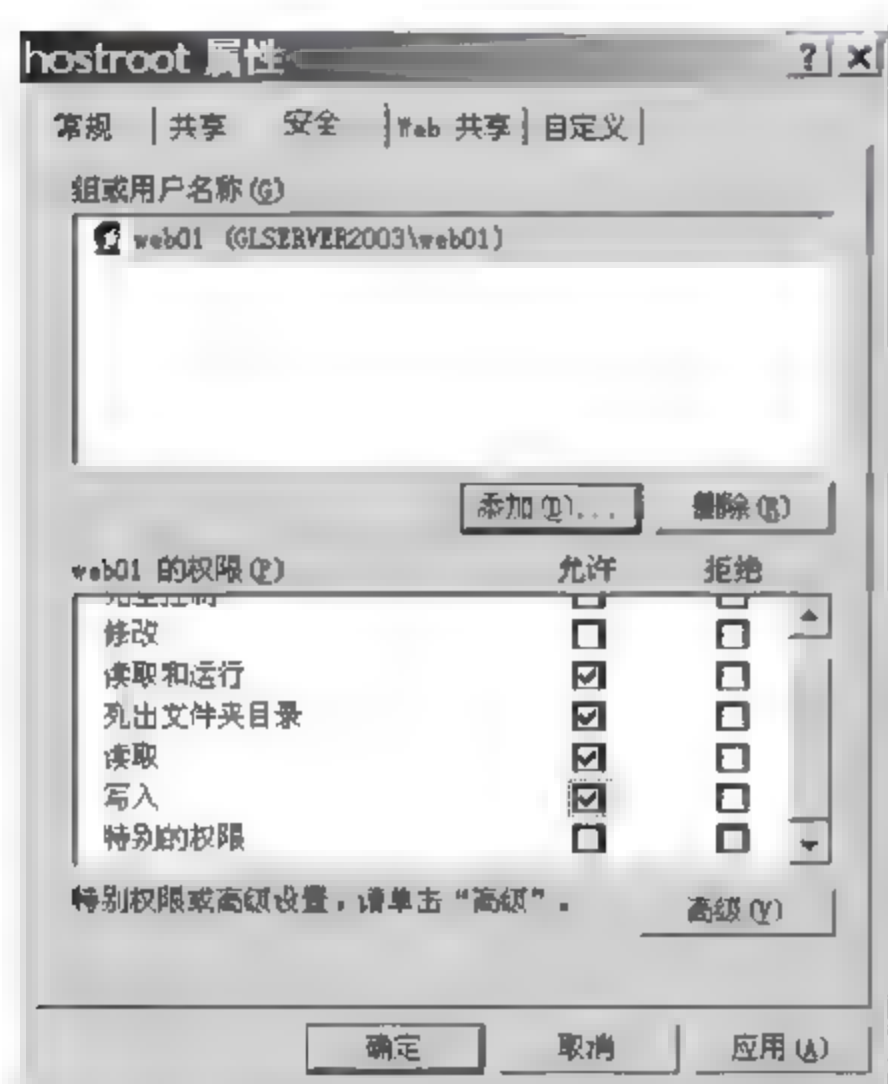 hostroot 属性 ? ×
常规 | 共享 安全 | Web 共享 | 自定义 |
组或用户名称(G)
web01 (GLSERVER2003\web01)
添加(D)... 删除(R)
web01 的权限(P) 允许 拒绝
完全控制
修改
读取和运行
列出文件夹目录
读取
写入
特别的权限
特别权限或高级设置，请单击“高级”。 高级(V)
确定 取消 应用(A)